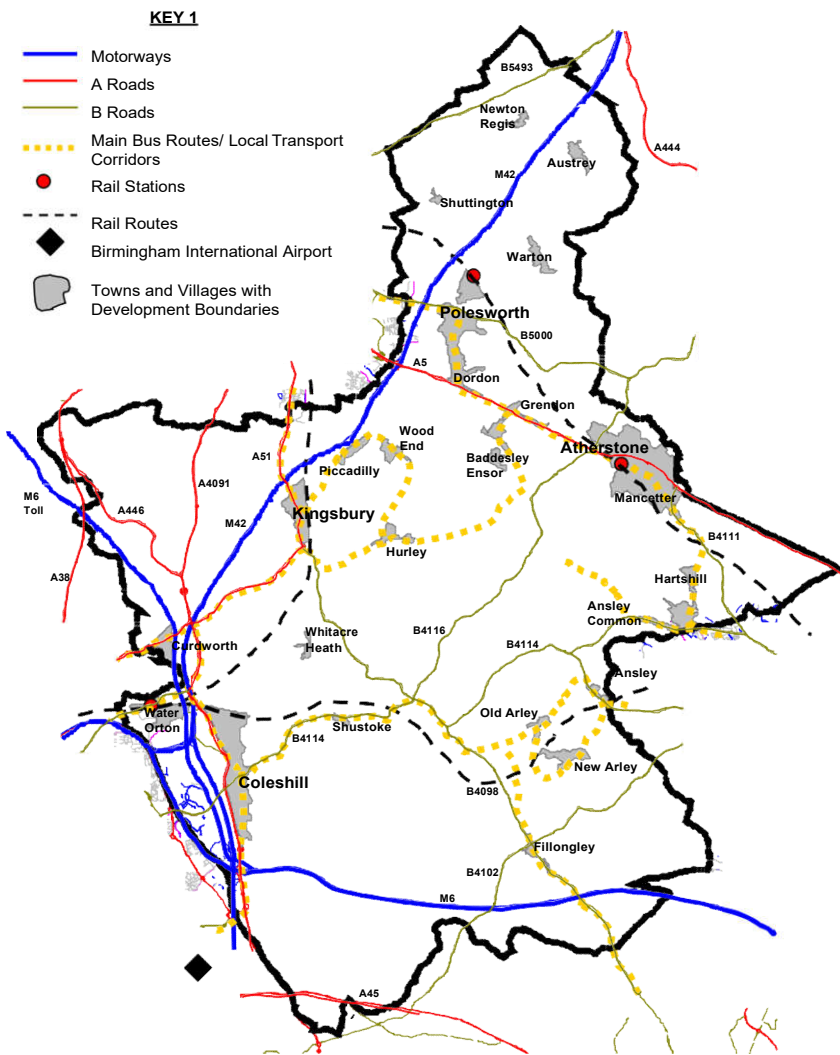 KEY 1
Motorways
A Roads
B Roads
Main Bus Routes/ Local Transport
Corridors
Rail Stations
Rail Routes
Birmingham International Airport
Towns and Villages with
Development Boundaries
B5493
Newton
Regis
A444
Austrey
M42
Shuttington
Warton
Polesworth
B5000
A5
Dordon
Grendon
Wood
End
Atherstone
A51
Piccadilly
Baddesley
Ensor
A4091
Mancetter
M6
Toll
A446
M42
Kingsbury
B4111
Hurley
A38
Hartshill
Ansley
Common
Curdworth
Whitacre
Heath
B4116
B4114
Ansley
Water
Orton
Shustoke
Old Arley
B4114
New Arley
Coleshill
B4098
Fillongley
B4102
M6
A45